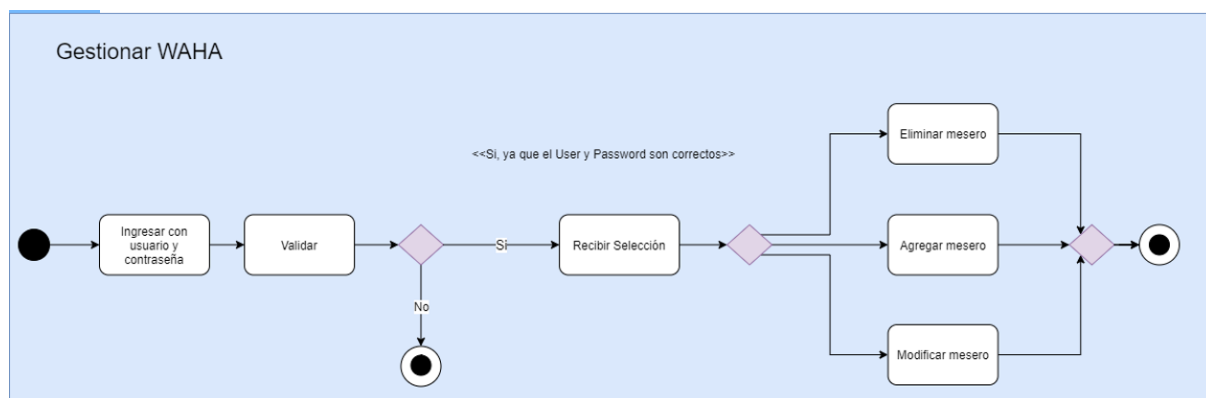 Gestionar WAHA
<<Si, ya que el User y Password son correctos>>
Ingresar con
usuario y
contraseña
Validar
Si
No
Recibir Selección
Eliminar mesero
Agregar mesero
Modificar mesero